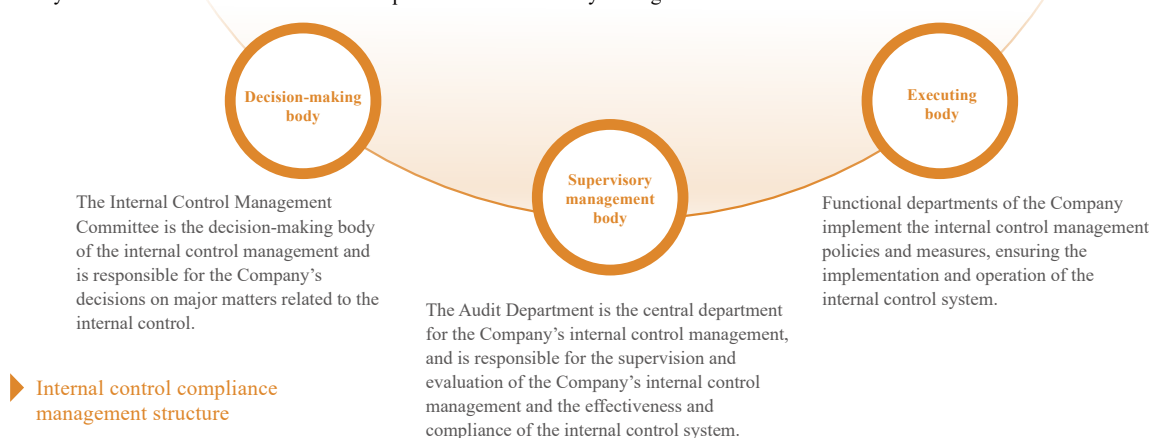 Decision-making
body
The Internal Control Management
Committee is the decision-making body
of the internal control management and
is responsible for the Company’s
decisions on major matters related to the
internal control.
Supervisory
management
body
The Audit Department is the central department
for the Company’s internal control management,
and is responsible for the supervision and
evaluation of the Company’s internal control
management and the effectiveness and
compliance of the internal control system.
Executing
body
Functional departments of the Company
implement the internal control management
policies and measures, ensuring the
implementation and operation of the
internal control system.
Internal control compliance
management structure